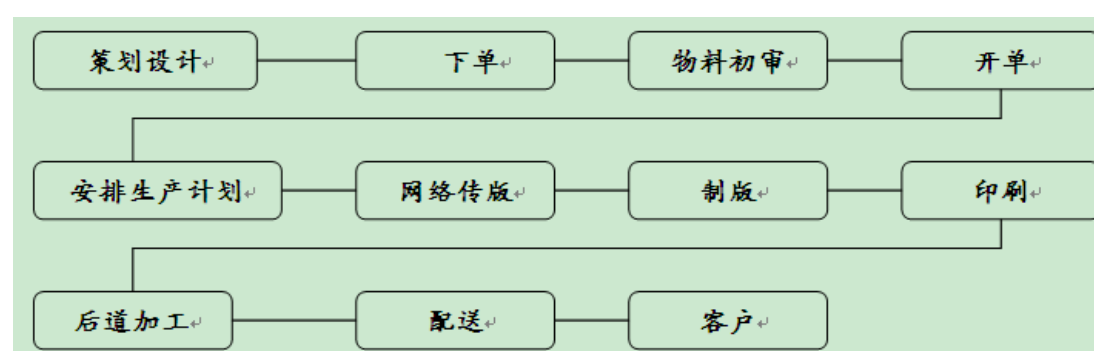 策划设计 下单 物料初审 开单
安排生产计划 网络传版 制版 印刷
后道加工 配送 客户